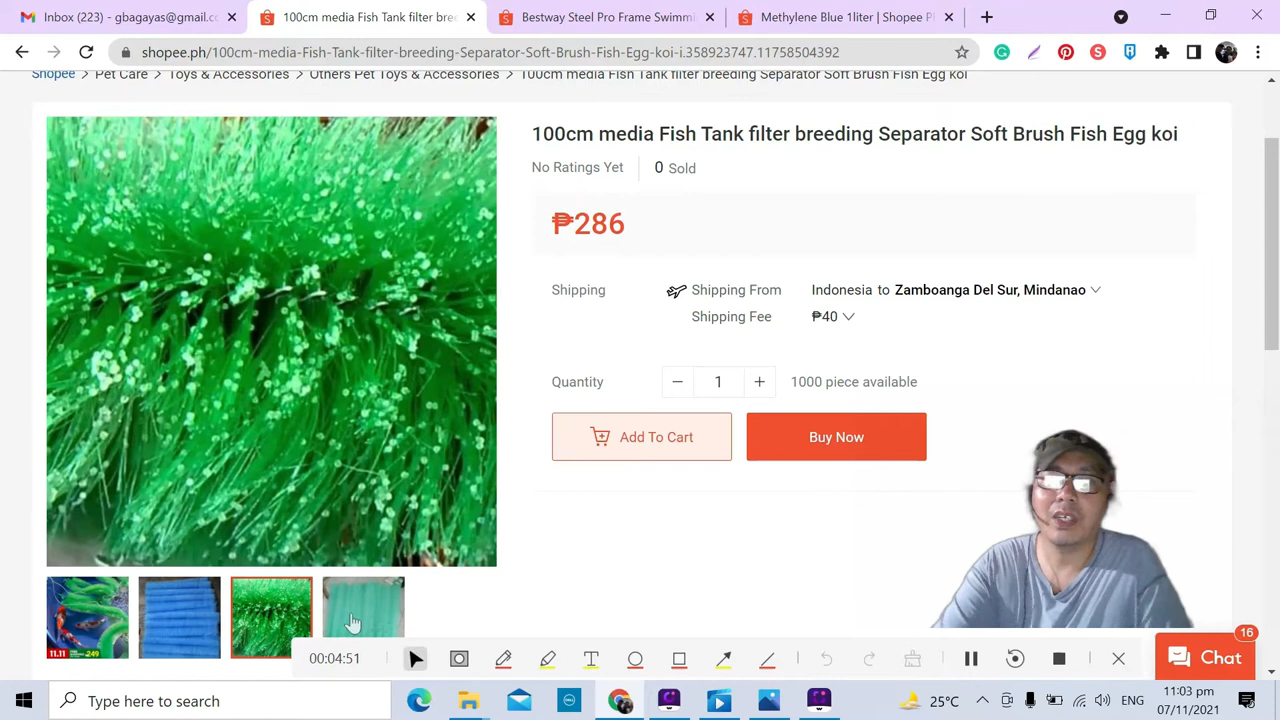 Inbox (223) - gbagayas@gmail.c
100cm media Fish Tank filter bre
Bestway Steel Pro Frame Swimmi
Methylene Blue 1liter | Shopee P
shopee.ph/100cm-media-Fish-Tank-filter-breeding-Separator-Soft-Brush-Fish-Egg-koi-i.358923747.11758504392
Shopee > Pet Care > Toys & Accessories > Others Pet Toys & Accessories > 100cm media Fish Tank filter breeding Separator Soft Brush Fish Egg koi
100cm media Fish Tank filter breeding Separator Soft Brush Fish Egg koi
No Ratings Yet 0 Sold
₱286
Shipping Shipping From Indonesia to Zamboanga Del Sur, Mindanao
Shipping Fee ₱40
Quantity 1 1000 piece available
Add To Cart Buy Now
11.11 249
00:04:51
16
Chat
Type here to search
25°C
ENG
11:03 pm
07/11/2021